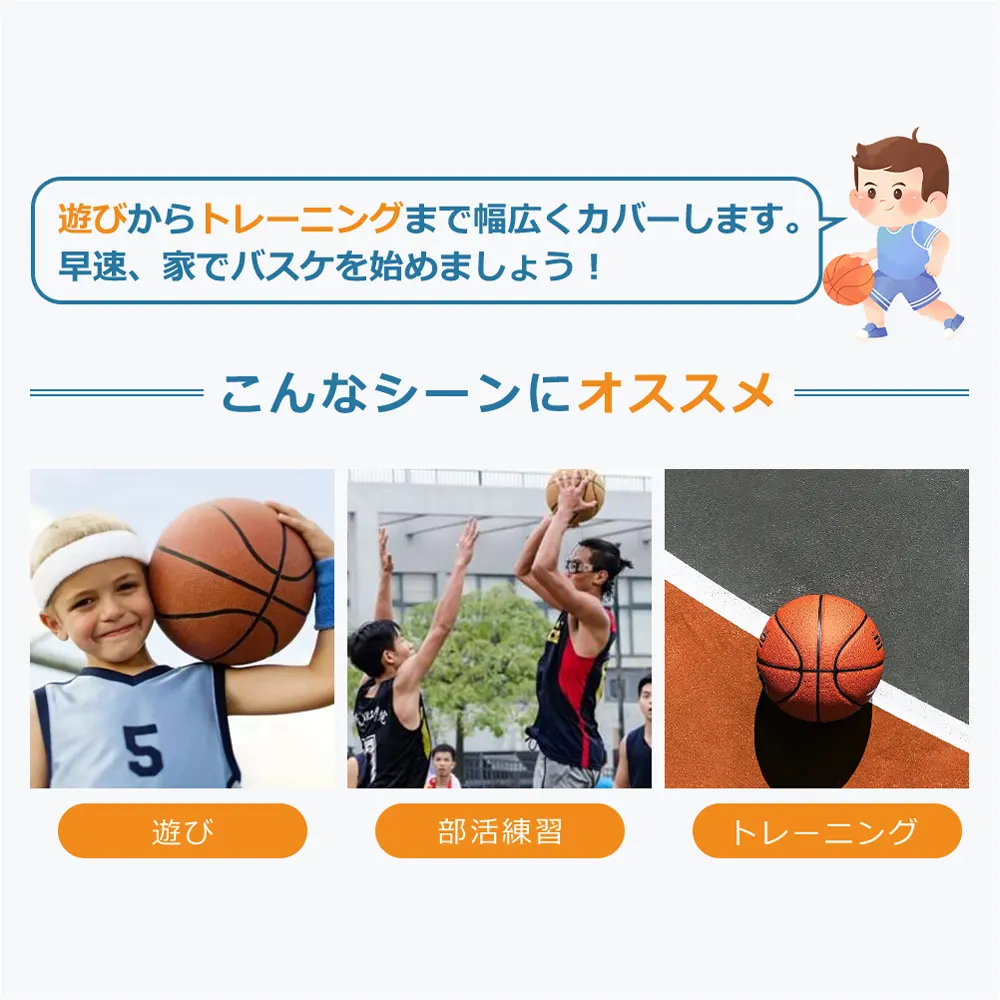 遊びからトレーニングまで幅広くカバーします。
早速、家でバスケを始めましょう！
こんなシーンにオススメ
5
遊び
部活練習
トレーニング